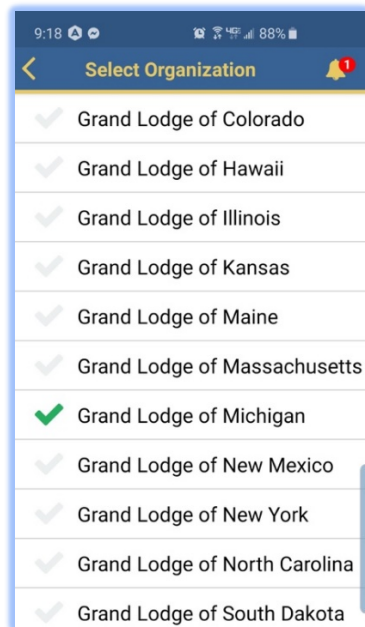 9:18 88%
Select Organization 1
Grand Lodge of Colorado
Grand Lodge of Hawaii
Grand Lodge of Illinois
Grand Lodge of Kansas
Grand Lodge of Maine
Grand Lodge of Massachusetts
Grand Lodge of Michigan
Grand Lodge of New Mexico
Grand Lodge of New York
Grand Lodge of North Carolina
Grand Lodge of South Dakota